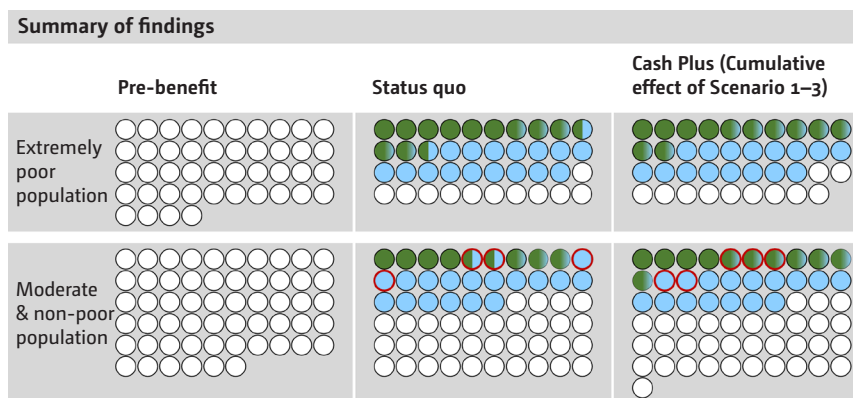 Summary of findings
Pre-benefit
Status quo
Cash Plus (Cumulative
effect of Scenario 1–3)
Extremely
poor
population
Moderate
& non-poor
population